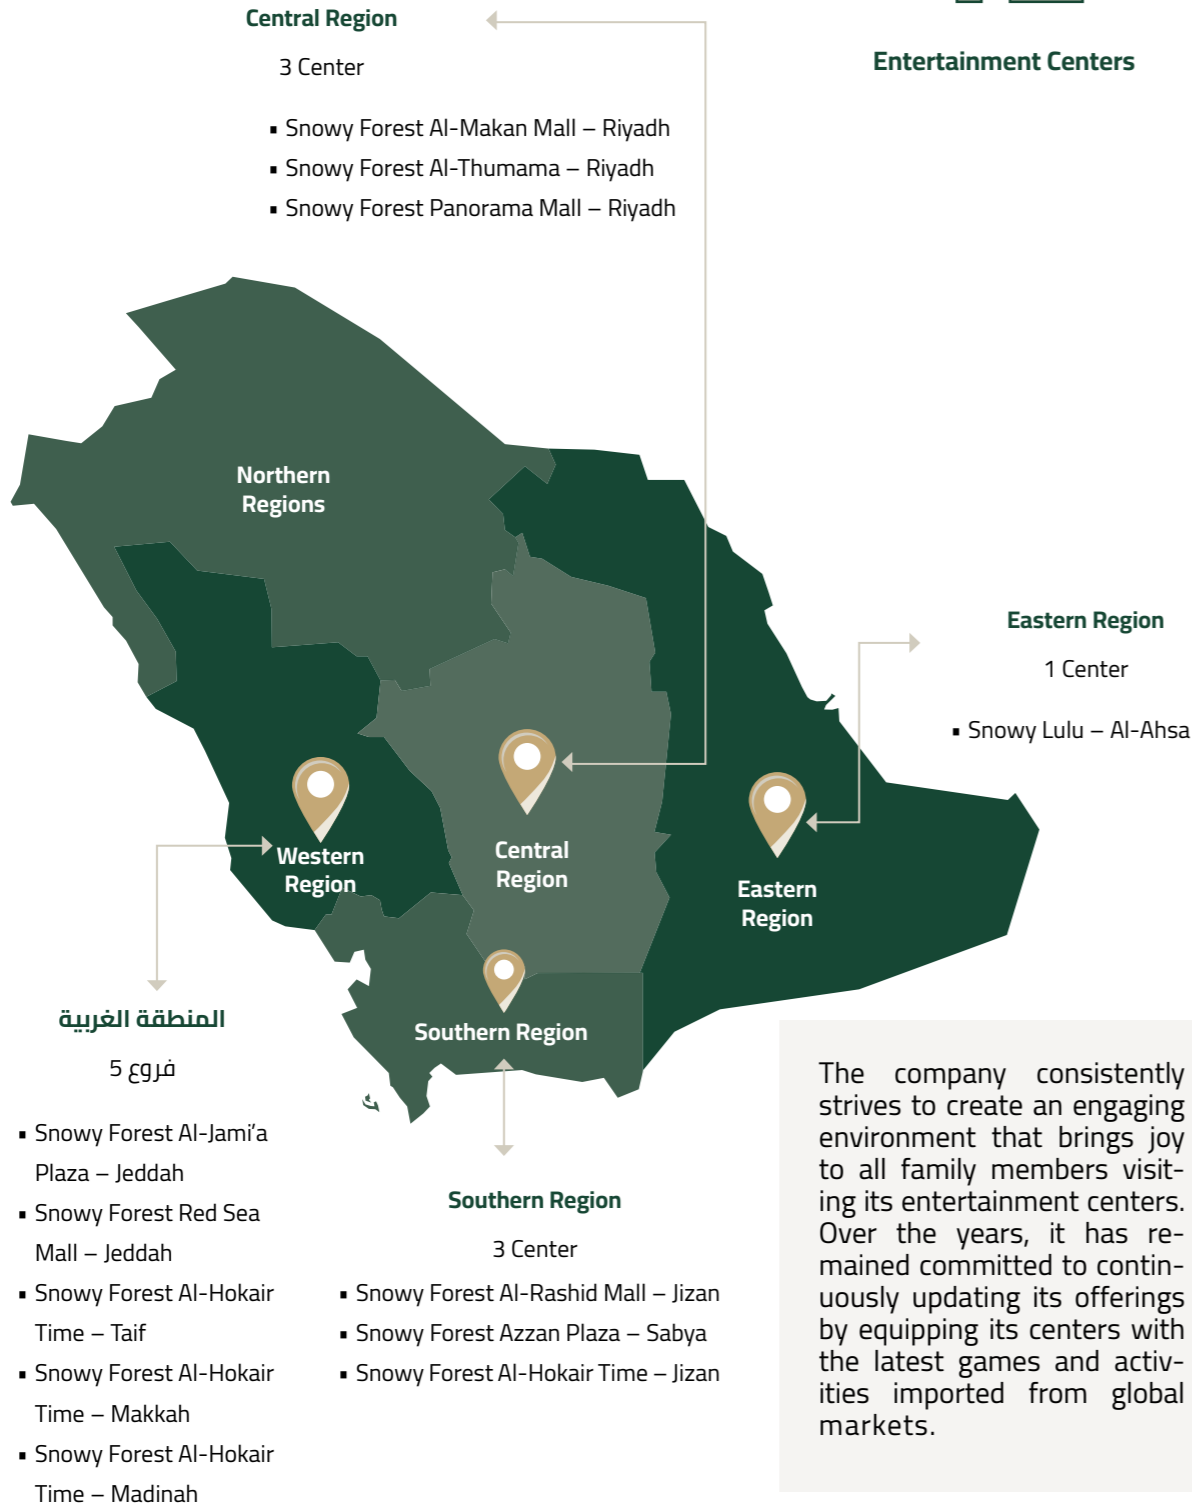 Entertainment Centers
Central Region
3 Center
▪ Snowy Forest Al-Makan Mall – Riyadh
▪ Snowy Forest Al-Thumama – Riyadh
▪ Snowy Forest Panorama Mall – Riyadh
Northern
Regions
Eastern Region
1 Center
▪ Snowy Lulu – Al-Ahsa
Western
Region
Central
Region
Eastern
Region
Southern Region
المنطقة الغربية
5 فروع
▪ Snowy Forest Al-Jami’a
Plaza – Jeddah
▪ Snowy Forest Red Sea
Mall – Jeddah
▪ Snowy Forest Al-Hokair
Time – Taif
▪ Snowy Forest Al-Hokair
Time – Makkah
▪ Snowy Forest Al-Hokair
Time – Madinah
Southern Region
3 Center
▪ Snowy Forest Al-Rashid Mall – Jizan
▪ Snowy Forest Azzan Plaza – Sabya
▪ Snowy Forest Al-Hokair Time – Jizan
The company consistently
strives to create an engaging
environment that brings joy
to all family members visit-
ing its entertainment centers.
Over the years, it has re-
mained committed to contin-
uously updating its offerings
by equipping its centers with
the latest games and activ-
ities imported from global
markets.